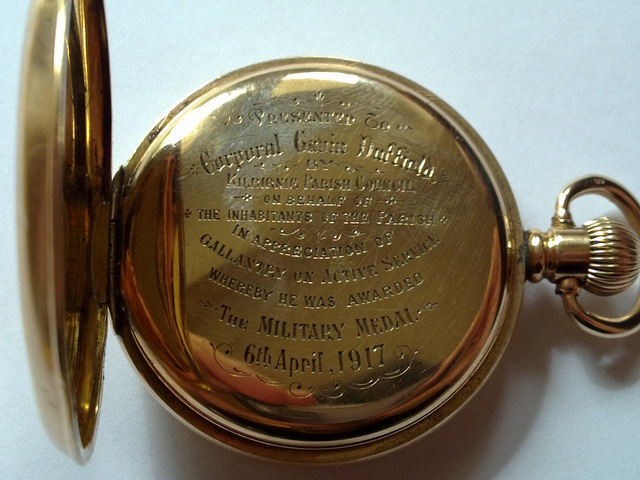 PRESENTED To
Corporal Gavin Duffield
BY
KILBIRNIE PARISH COUNCIL
ON BEHALF OF
THE INHABITANTS OF THE PARISH
IN APPRECIATION OF
GALLANTRY ON ACTIVE SERVICE
WHEREBY HE WAS AWARDED
The MILITARY MEDAL.
6th April, 1917